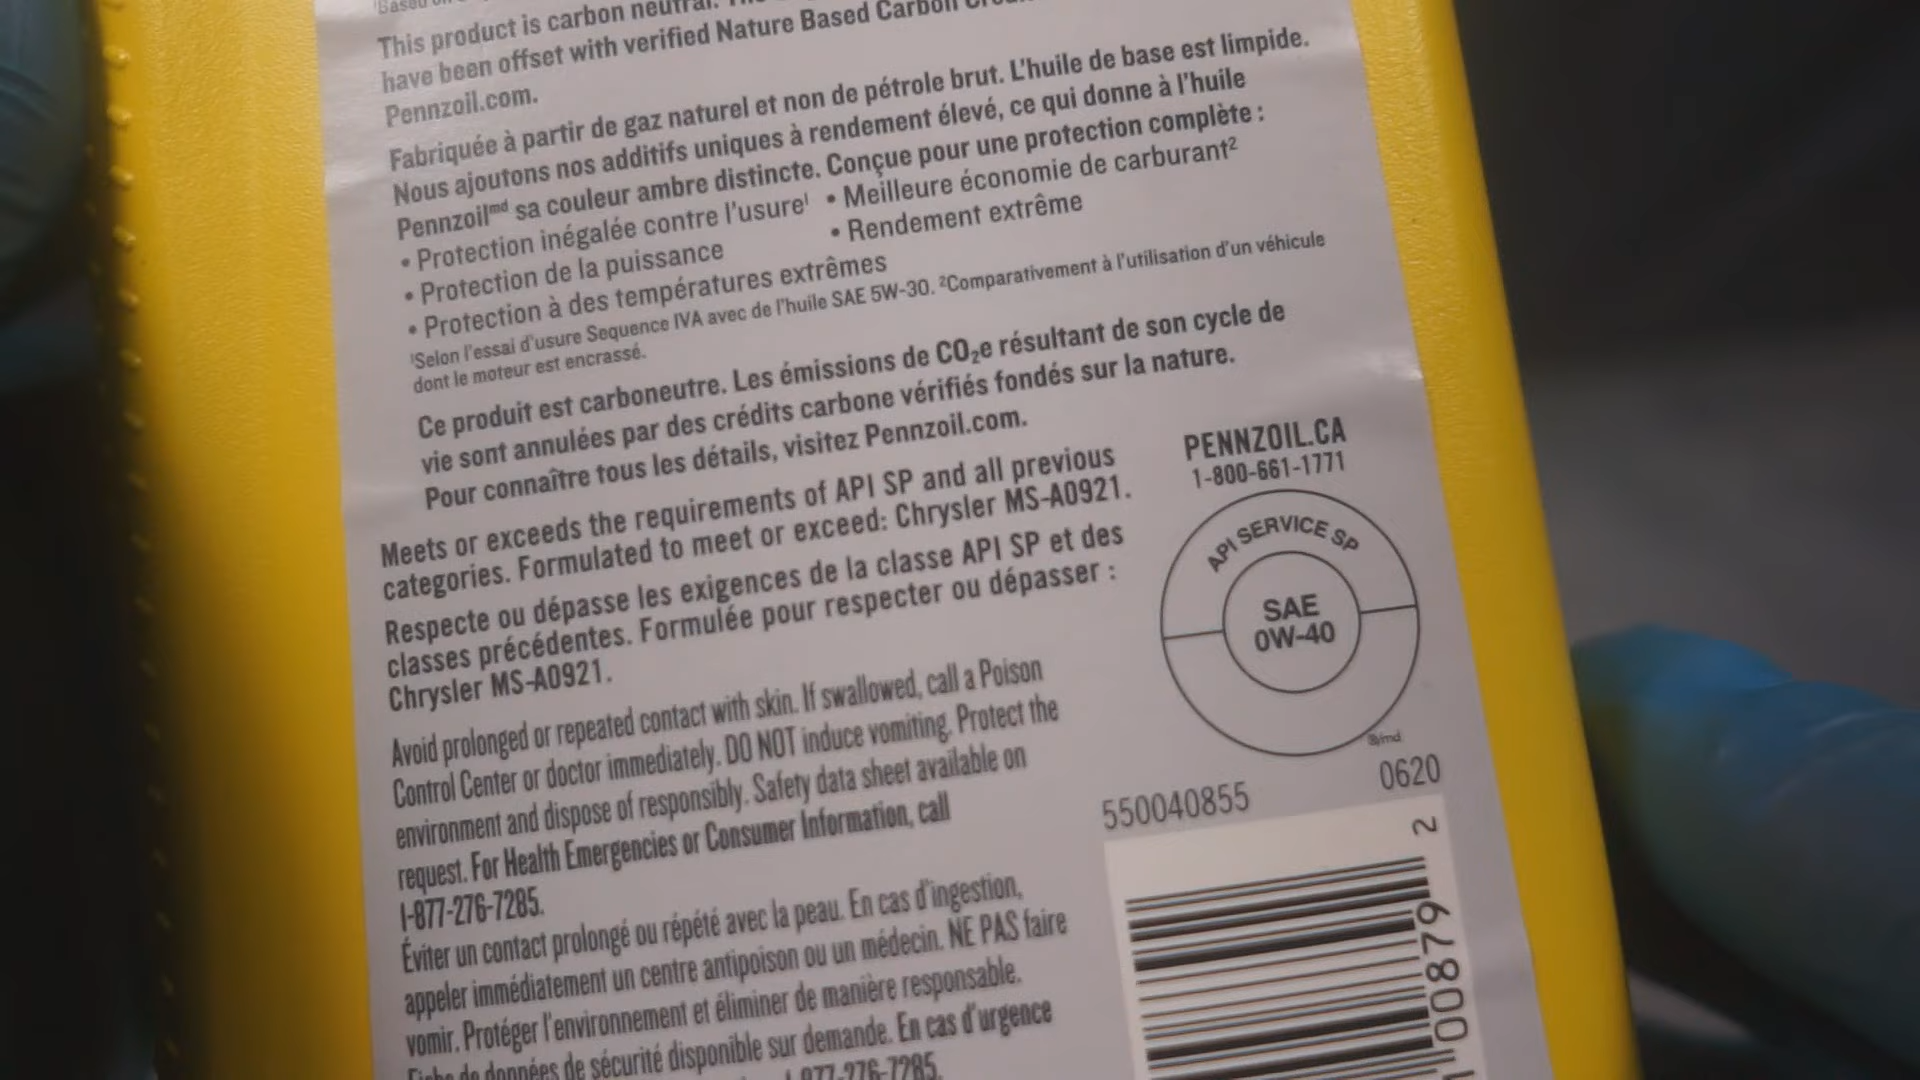 This product is carbon neutral.
have been offset with verified Nature Based Carbon
Pennzoil.com.
Fabriquée à partir de gaz naturel et non de pétrole brut. L'huile de base est limpide.
Nous ajoutons nos additifs uniques à rendement élevé, ce qui donne à l'huile
Pennzoilᵐᵈ sa couleur ambre distincte. Conçue pour une protection complète :
• Protection inégalée contre l'usure¹ • Meilleure économie de carburant²
• Protection de la puissance • Rendement extrême
• Protection à des températures extrêmes
¹Selon l'essai d'usure Sequence IVA avec de l'huile SAE 5W-30. ²Comparativement à l'utilisation d'un véhicule
dont le moteur est encrassé.
Ce produit est carboneutre. Les émissions de CO₂e résultant de son cycle de
vie sont annulées par des crédits carbone vérifiés fondés sur la nature.
Pour connaître tous les détails, visitez Pennzoil.com.
Meets or exceeds the requirements of API SP and all previous
categories. Formulated to meet or exceed: Chrysler MS-A0921.
Respecte ou dépasse les exigences de la classe API SP et des
classes précédentes. Formulée pour respecter ou dépasser :
Chrysler MS-A0921.
PENNZOIL.CA
1-800-661-1771
API SERVICE SP
SAE
0W-40
®/md
Avoid prolonged or repeated contact with skin. If swallowed, call a Poison
Control Center or doctor immediately. DO NOT induce vomiting. Protect the
environment and dispose of responsibly. Safety data sheet available on
request. For Health Emergencies or Consumer Information, call
1-877-276-7285.
Éviter un contact prolongé ou répété avec la peau. En cas d'ingestion,
appeler immédiatement un centre antipoison ou un médecin. NE PAS faire
vomir. Protéger l'environnement et éliminer de manière responsable.
Fiche de données de sécurité disponible sur demande. En cas d'urgence
1-877-276-7285.
550040855
0620
00879 2